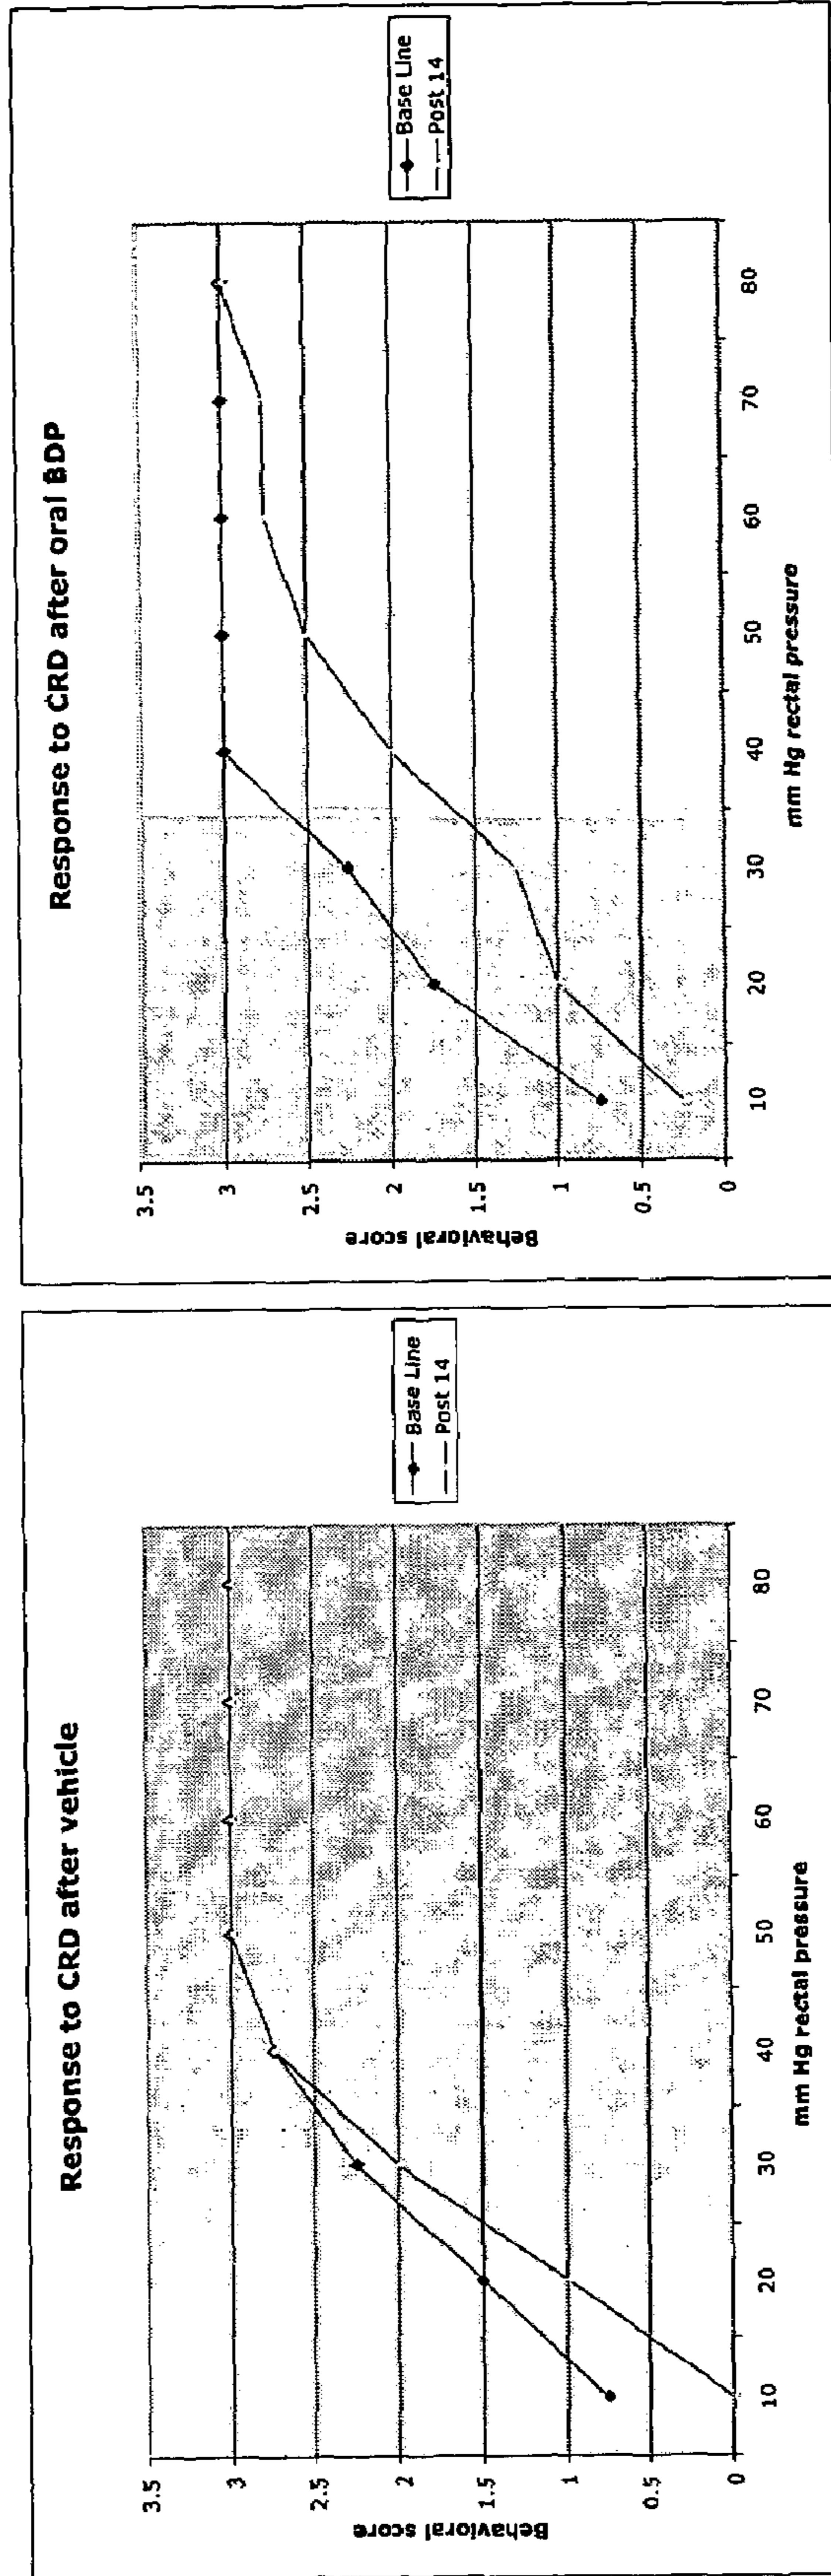 Response to CRD after vehicle
Behavioral score
3.5
3
2.5
2
1.5
1
0.5
0
10 20 30 40 50 60 70 80
mm Hg rectal pressure
Base Line
Post 14
Response to CRD after oral BDP
Behavioral score
3.5
3
2.5
2
1.5
1
0.5
0
10 20 30 40 50 60 70 80
mm Hg rectal pressure
Base Line
Post 14